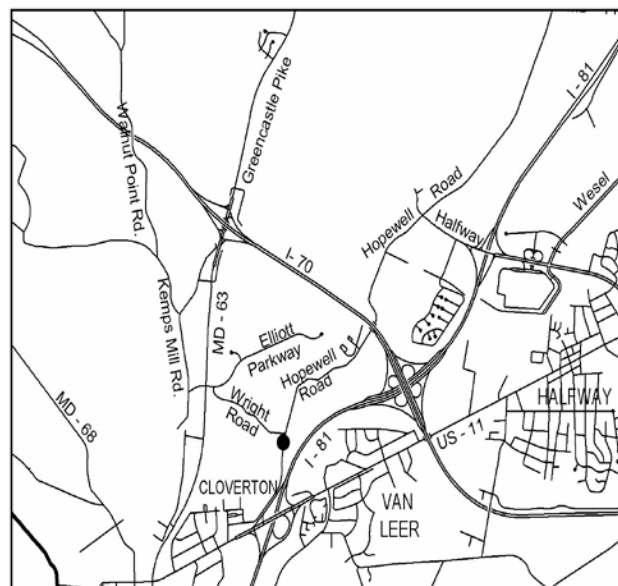 I - 81
Greencastle Pike
Walnut Point Rd.
Wesel
Road
Hopewell
Halfway
I - 70
MD - 63
Kemps Mill Rd.
Elliott
Parkway
Hopewell
Road
Wright
Road
MD - 68
HALFWAY
US - 11
I - 81
CLOVERTON
VAN
LEER